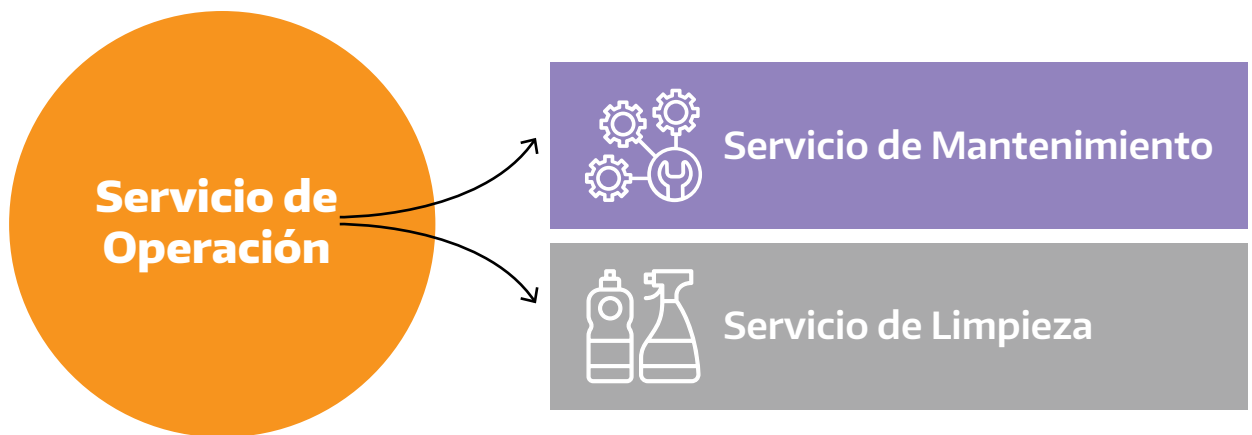 Servicio de
Operación
Servicio de Mantenimiento
Servicio de Limpieza